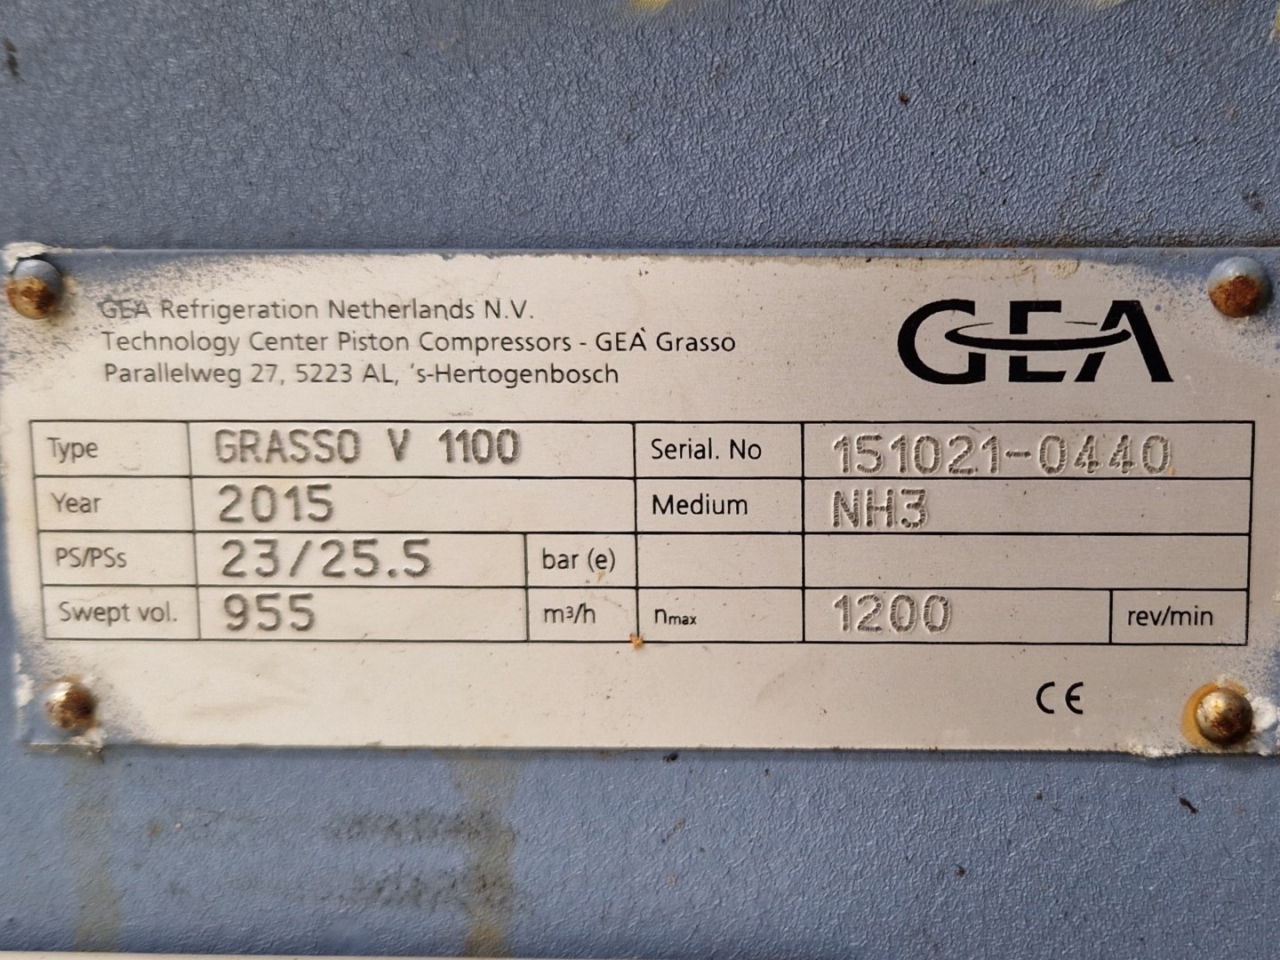 GEA Refrigeration Netherlands N.V.
Technology Center Piston Compressors - GEA Grasso
Parallelweg 27, 5223 AL, 's-Hertogenbosch
GEA
Type GRASSO V 1100 Serial. No 151021-0440
Year 2015 Medium NH3
PS/PSs 23/25.5 bar (e)
Swept vol. 955 m³/h nmax 1200 rev/min
CE